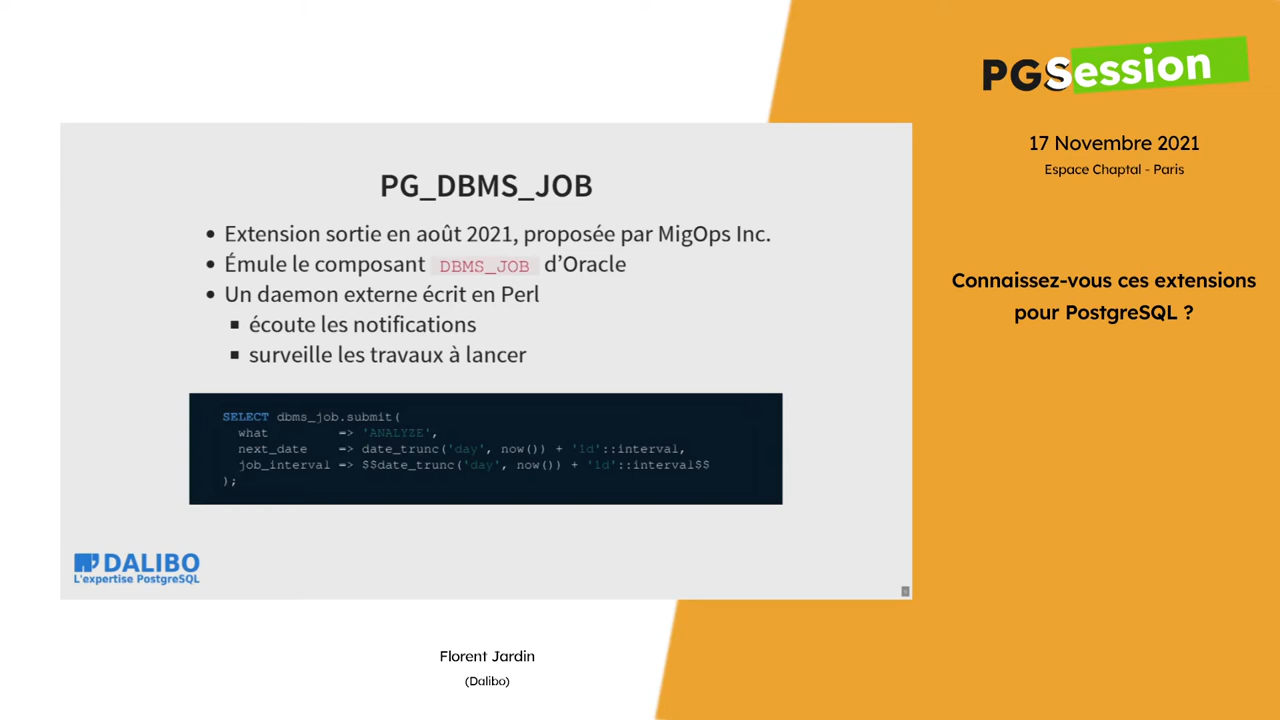 PGSession
17 Novembre 2021
Espace Chaptal - Paris
Connaissez-vous ces extensions
pour PostgreSQL ?
PG_DBMS_JOB
• Extension sortie en août 2021, proposée par MigOps Inc.
• Émule le composant DBMS_JOB d'Oracle
• Un daemon externe écrit en Perl
▪ écoute les notifications
▪ surveille les travaux à lancer
SELECT dbms_job.submit(
what => 'ANALYZE',
next_date => date_trunc('day', now()) + '1d'::interval,
job_interval => $$date_trunc('day', now()) + '1d'::interval$$
);
DALIBO
L'expertise PostgreSQL
Florent Jardin
(Dalibo)